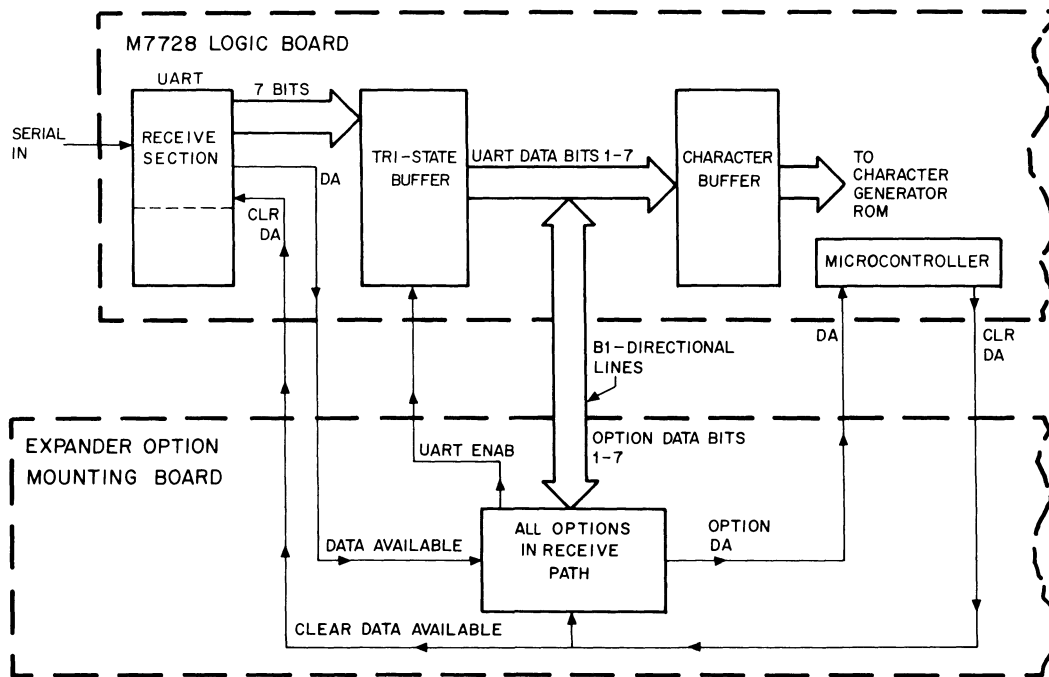 M7728 LOGIC BOARD
UART
7 BITS
SERIAL
IN
RECEIVE
SECTION
DA
CLR
DA
TRI-STATE
BUFFER
UART DATA BITS 1-7
CHARACTER
BUFFER
TO
CHARACTER
GENERATOR
ROM
MICROCONTROLLER
DA
CLR
DA
B1-DIRECTIONAL
LINES
EXPANDER OPTION
MOUNTING BOARD
UART ENAB
OPTION DATA BITS
1-7
DATA AVAILABLE
ALL OPTIONS
IN RECEIVE
PATH
OPTION
DA
CLEAR DATA AVAILABLE